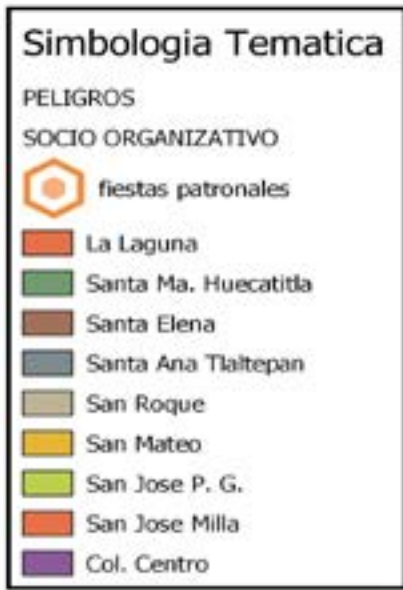 Simbologia Tematica
PELIGROS
SOCIO ORGANIZATIVO
fiestas patronales
La Laguna
Santa Ma. Huecatitla
Santa Elena
Santa Ana Tlaltepan
San Roque
San Mateo
San Jose P. G.
San Jose Milla
Col. Centro